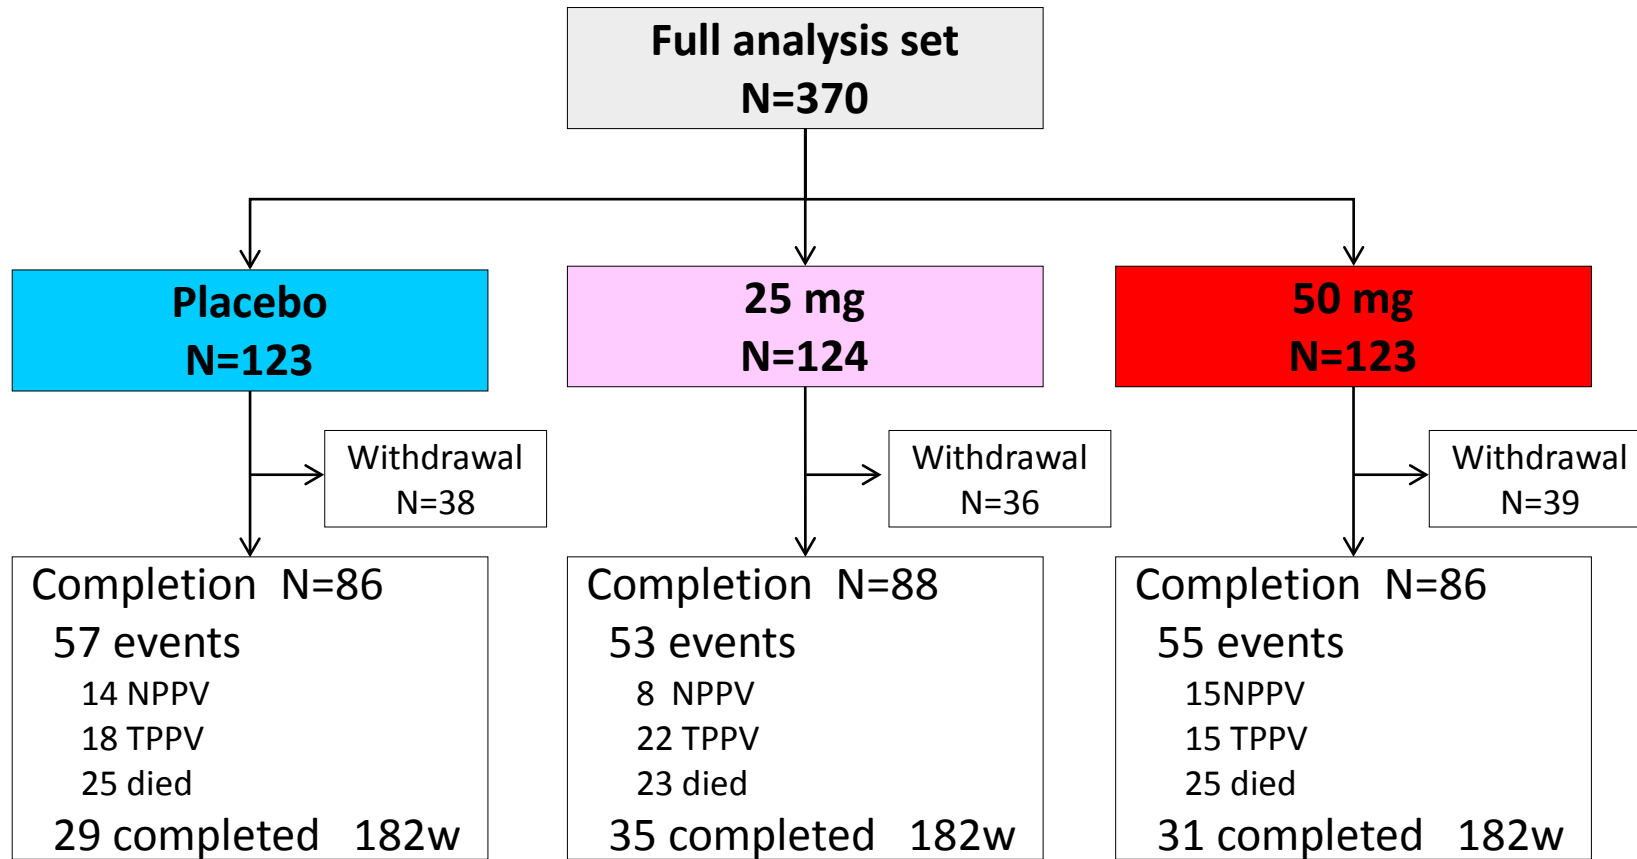 Full analysis set
N=370
Placebo
N=123
25 mg
N=124
50 mg
N=123
Withdrawal
N=38
Withdrawal
N=36
Withdrawal
N=39
Completion N=86
57 events
14 NPPV
18 TPPV
25 died
29 completed 182w
Completion N=88
53 events
8 NPPV
22 TPPV
23 died
35 completed 182w
Completion N=86
55 events
15NPPV
15 TPPV
25 died
31 completed 182w